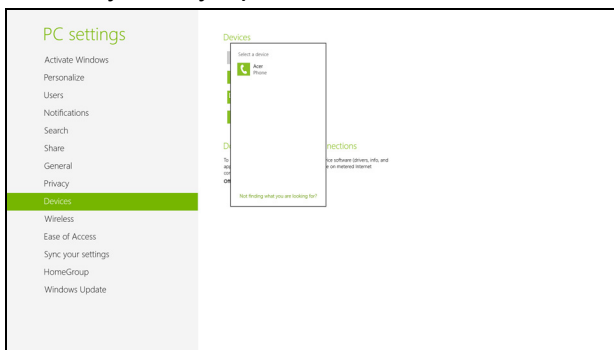 PC settings
Activate Windows
Personalize
Users
Notifications
Search
Share
General
Privacy
Devices
Wireless
Ease of Access
Sync your settings
HomeGroup
Windows Update
Devices
Select a device
Acer
Phone
Not finding what you are looking for?
D nections
To ice software (drivers, info, and
app e on metered Internet
con
Off